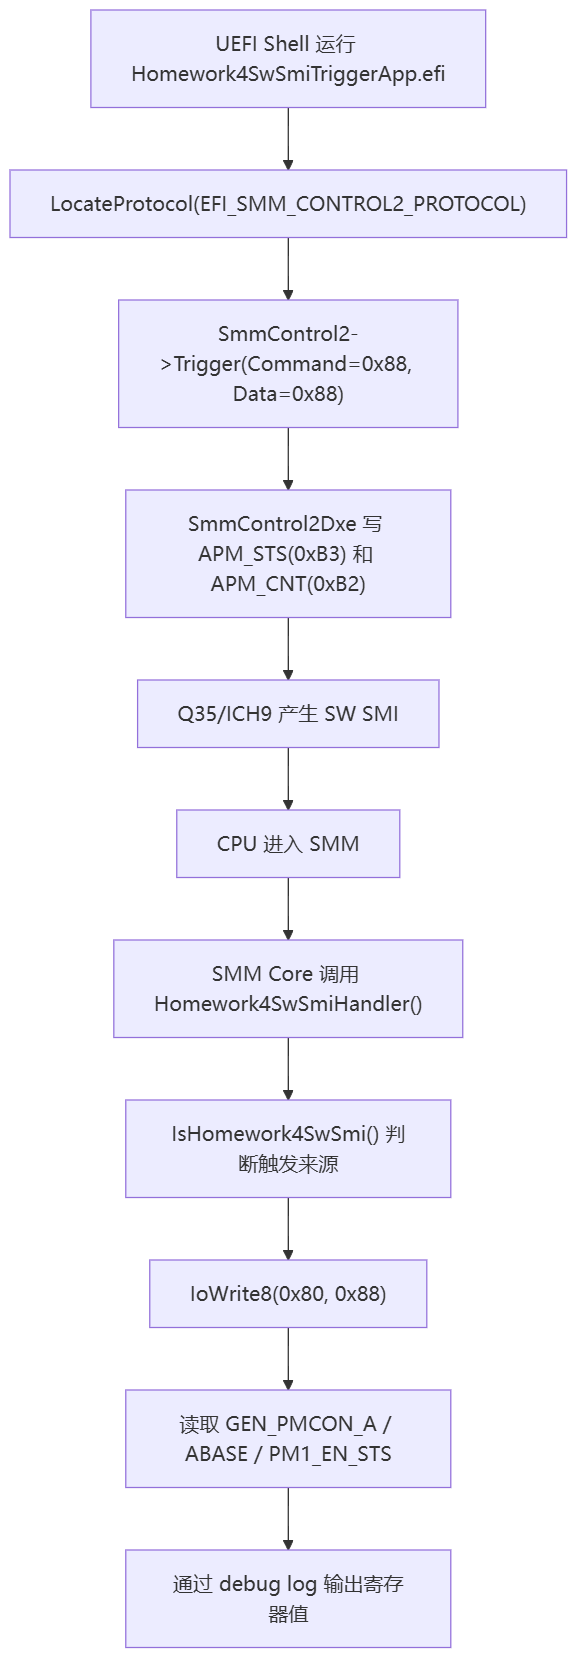 UEFI Shell 运行
Homework4SwSmiTriggerApp.efi
LocateProtocol(EFI_SMM_CONTROL2_PROTOCOL)
SmmControl2-
>Trigger(Command=0x88,
Data=0x88)
SmmControl2Dxe 写
APM_STS(0xB3) 和
APM_CNT(0xB2)
Q35/ICH9 产生 SW SMI
CPU 进入 SMM
SMM Core 调用
Homework4SwSmiHandler()
IsHomework4SwSmi() 判
断触发来源
IoWrite8(0x80, 0x88)
读取 GEN_PMCON_A /
ABASE / PM1_EN_STS
通过 debug log 输出寄存
器值